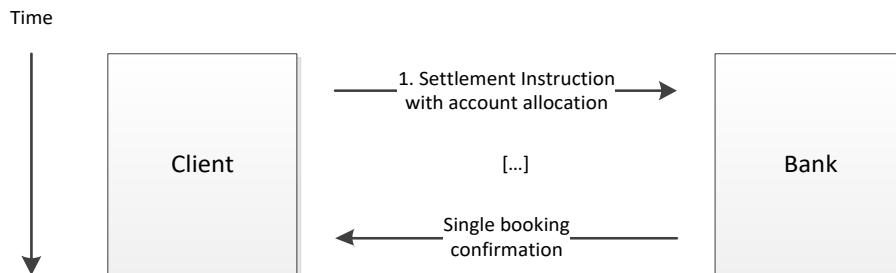 Time
1. Settlement Instruction
with account allocation
Client
[...]
Bank
Single booking
confirmation